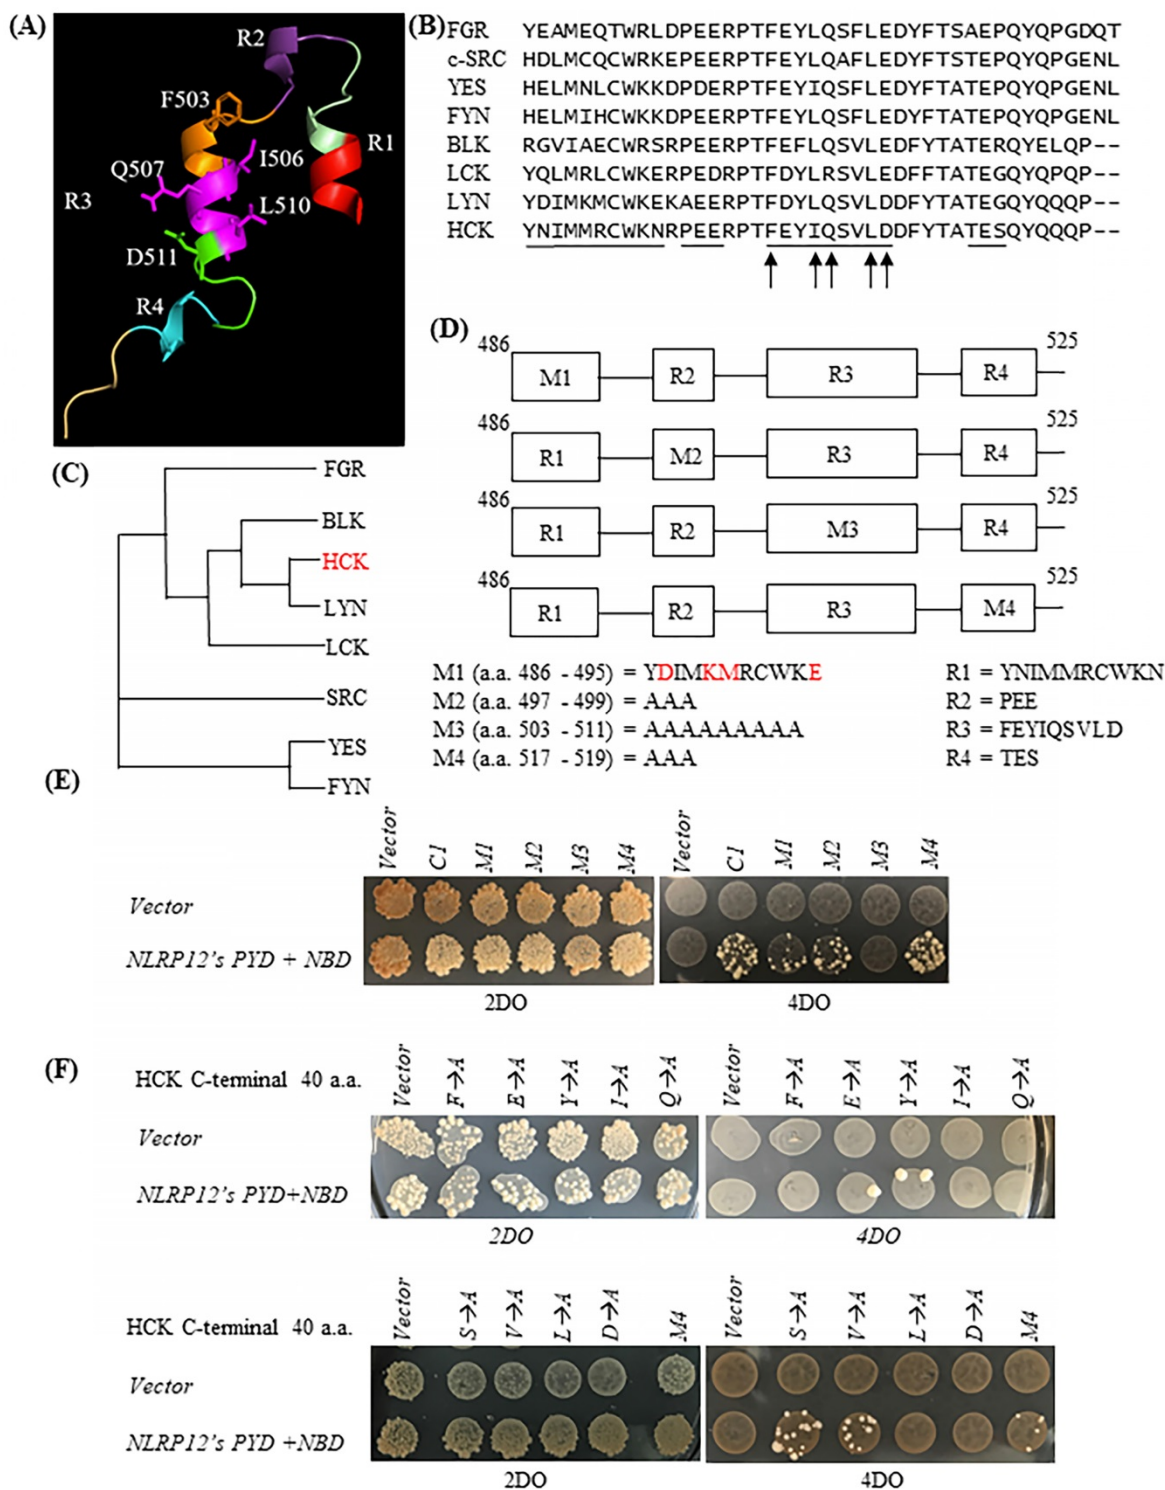 (A)
R2
F503
R1
I506
Q507
R3
L510
D511
R4
(B)
FGR YEAMEQTWRLDPEERPTFEYLQSFLEDYFTSAEPQYQPGDQT
c-SRC HDLMCQCWRKEPEERPTFEYLQAFLEDYFTSTEPQYQPGENL
YES HELMNLCWKKDPDERPTFEYIQSFLEDYFTATEPQYQPGENL
FYN HELMIHCWKKDPEERPTFEYLQSFLEDYFTATEPQYQPGENL
BLK RGVIAECWRSRPEERPTFEFLQSVLEDFYTATERQYELQP--
LCK YQLMRLCWKERPEDRPTFDYLRSVLEDFFTATEGQYQPQP--
LYN YDIMKMCWKEKAEERPTFDYLQSVLDDFYTATEGQYQQQP--
HCK YNIMMRCWKNRPEERPTFEYIQSVLDDFYTATESQYQQQP--
(C)
FGR
BLK
HCK
LYN
LCK
SRC
YES
FYN
(D)
486 525
M1 R2 R3 R4
486 525
R1 M2 R3 R4
486 525
R1 R2 M3 R4
486 525
R1 R2 R3 M4
M1 (a.a. 486 - 495) = YDIMKMRCWKE R1 = YNIMMRCWKN
M2 (a.a. 497 - 499) = AAA R2 = PEE
M3 (a.a. 503 - 511) = AAAAAAAAA R3 = FEYIQSVLD
M4 (a.a. 517 - 519) = AAA R4 = TES
(E)
Vector C1 M1 M2 M3 M4 Vector C1 M1 M2 M3 M4
Vector
NLRP12's PYD + NBD
2DO 4DO
(F)
HCK C-terminal 40 a.a. Vector F→A E→A Y→A I→A Q→A Vector F→A E→A Y→A I→A Q→A
Vector
NLRP12's PYD+NBD
2DO 4DO
HCK C-terminal 40 a.a. Vector S→A V→A L→A D→A M4 Vector S→A V→A L→A D→A M4
Vector
NLRP12's PYD +NBD
2DO 4DO